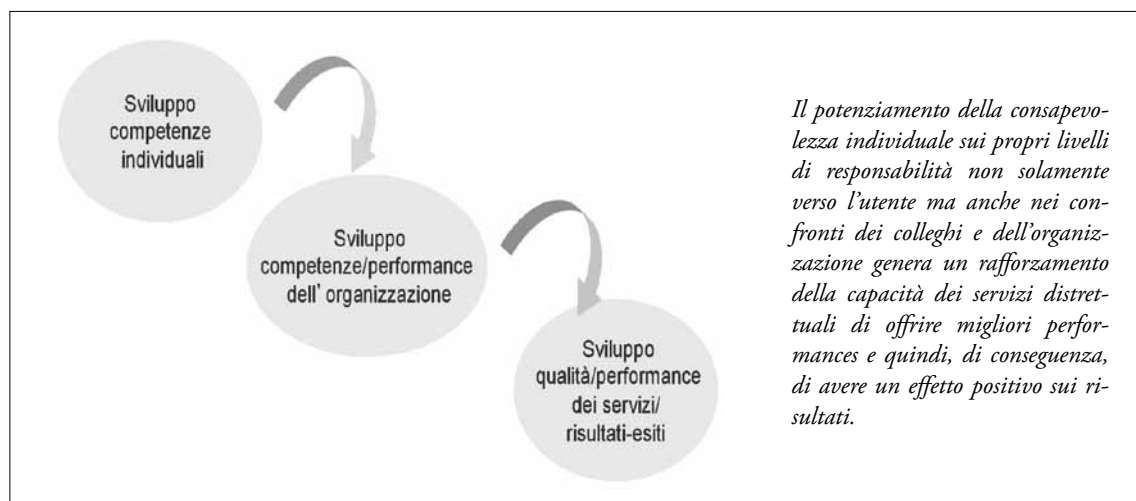 Sviluppo
competenze
individuali
Sviluppo
competenze/performance
dell' organizzazione
Sviluppo
qualità/performance
dei servizi/
risultati-esiti
Il potenziamento della consapevo-
lezza individuale sui propri livelli
di responsabilità non solamente
verso l'utente ma anche nei con-
fronti dei colleghi e dell'organiz-
zazione genera un rafforzamento
della capacità dei servizi distret-
tuali di offrire migliori perfor-
mances e quindi, di conseguenza,
di avere un effetto positivo sui ri-
sultati.